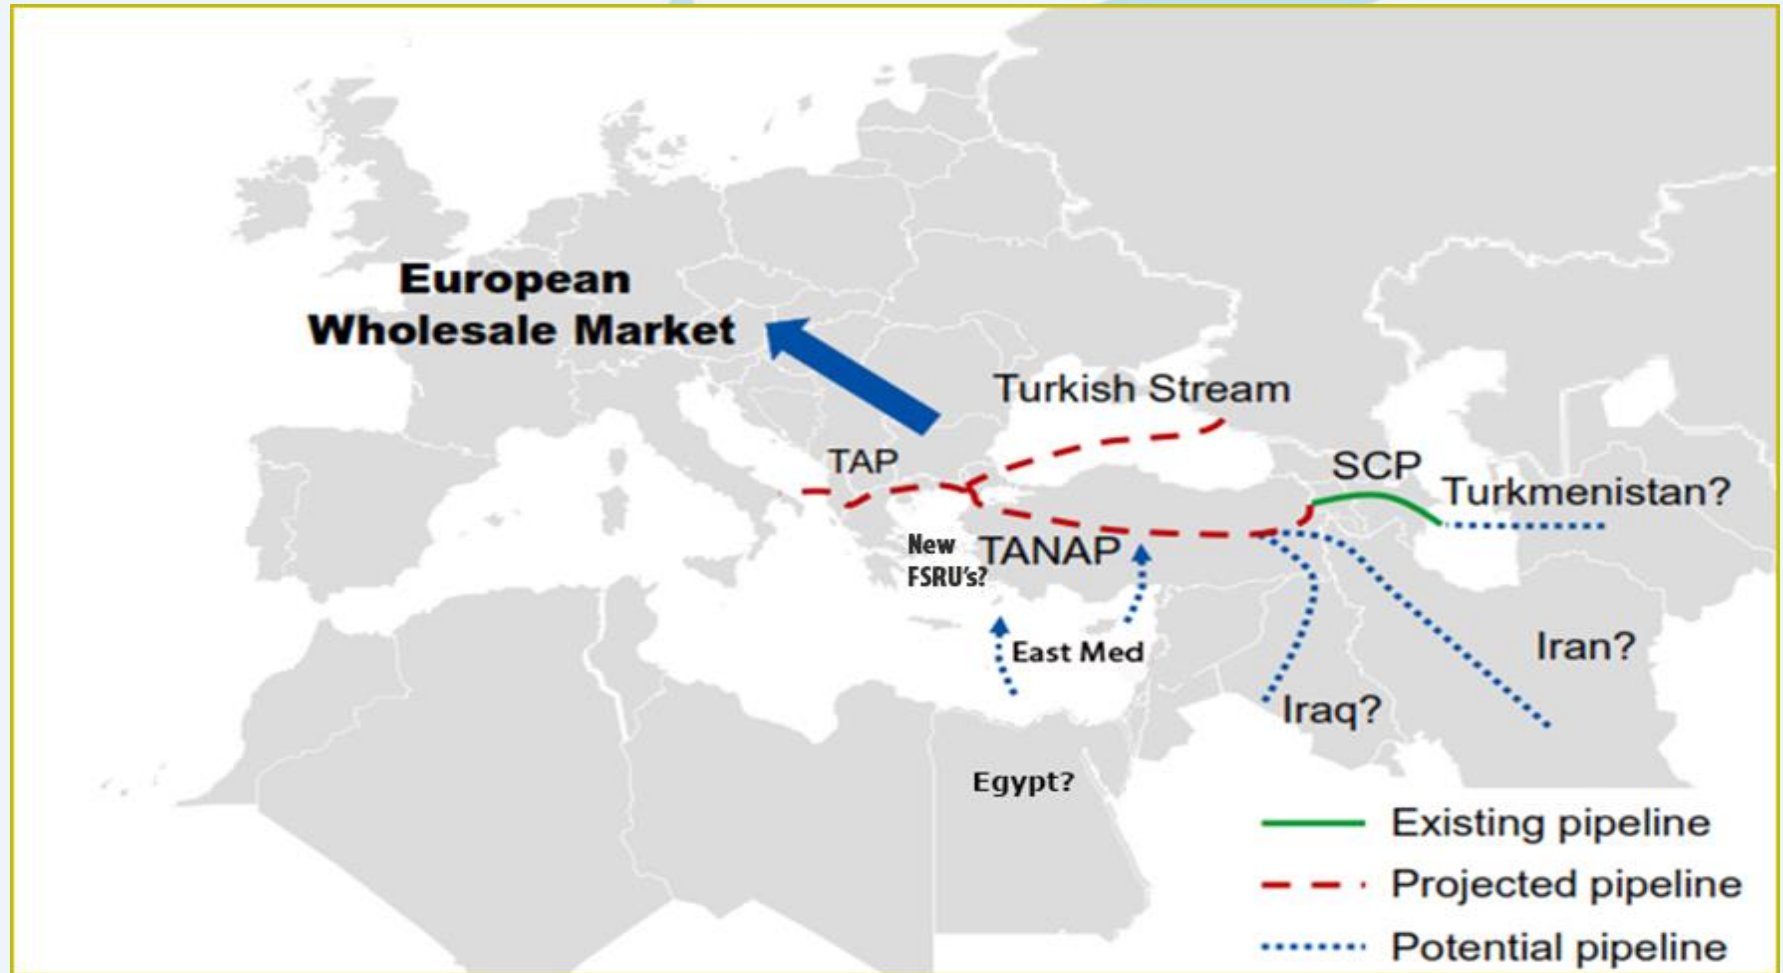 European
Wholesale Market
Turkish Stream
TAP
SCP
Turkmenistan?
New
FSRU's?
TANAP
East Med
Iran?
Iraq?
Egypt?
Existing pipeline
Projected pipeline
Potential pipeline